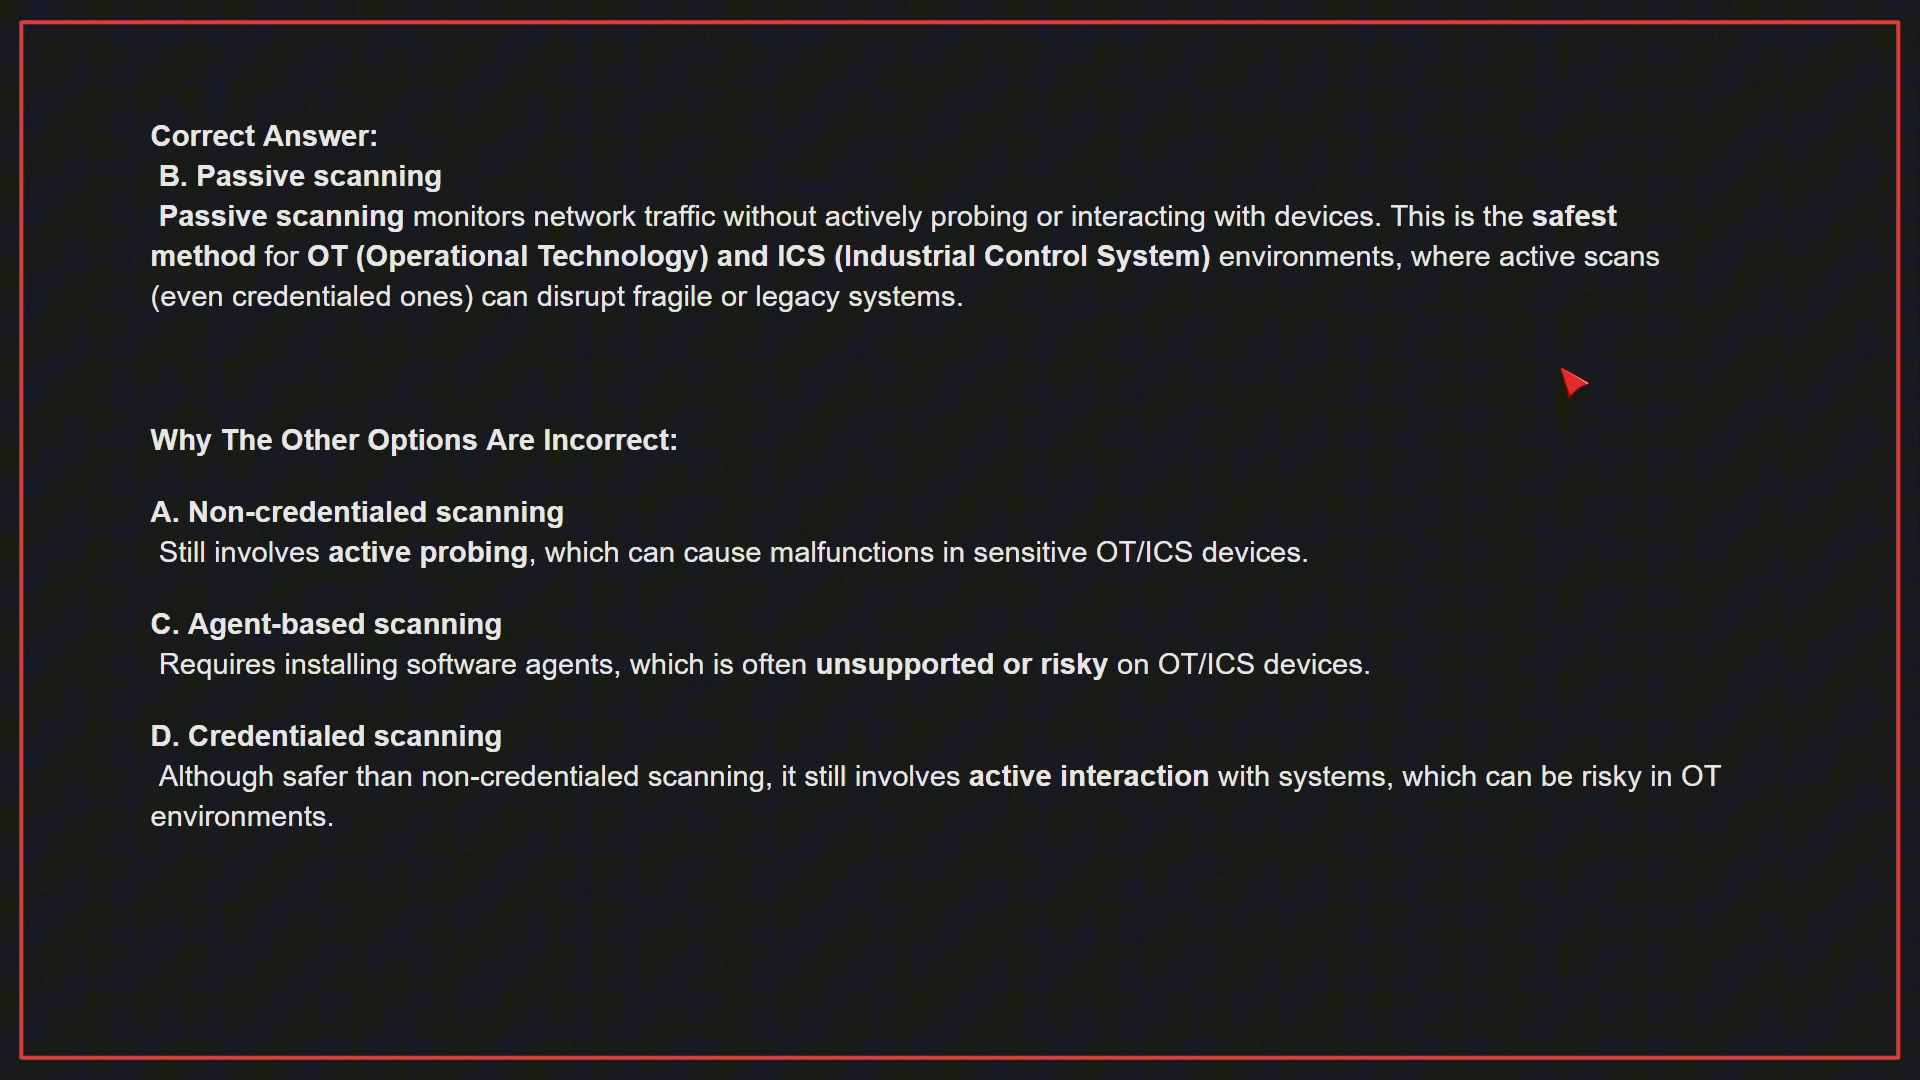 Correct Answer:
B. Passive scanning
Passive scanning monitors network traffic without actively probing or interacting with devices. This is the safest
method for OT (Operational Technology) and ICS (Industrial Control System) environments, where active scans
(even credentialed ones) can disrupt fragile or legacy systems.
Why The Other Options Are Incorrect:
A. Non-credentialed scanning
Still involves active probing, which can cause malfunctions in sensitive OT/ICS devices.
C. Agent-based scanning
Requires installing software agents, which is often unsupported or risky on OT/ICS devices.
D. Credentialed scanning
Although safer than non-credentialed scanning, it still involves active interaction with systems, which can be risky in OT
environments.